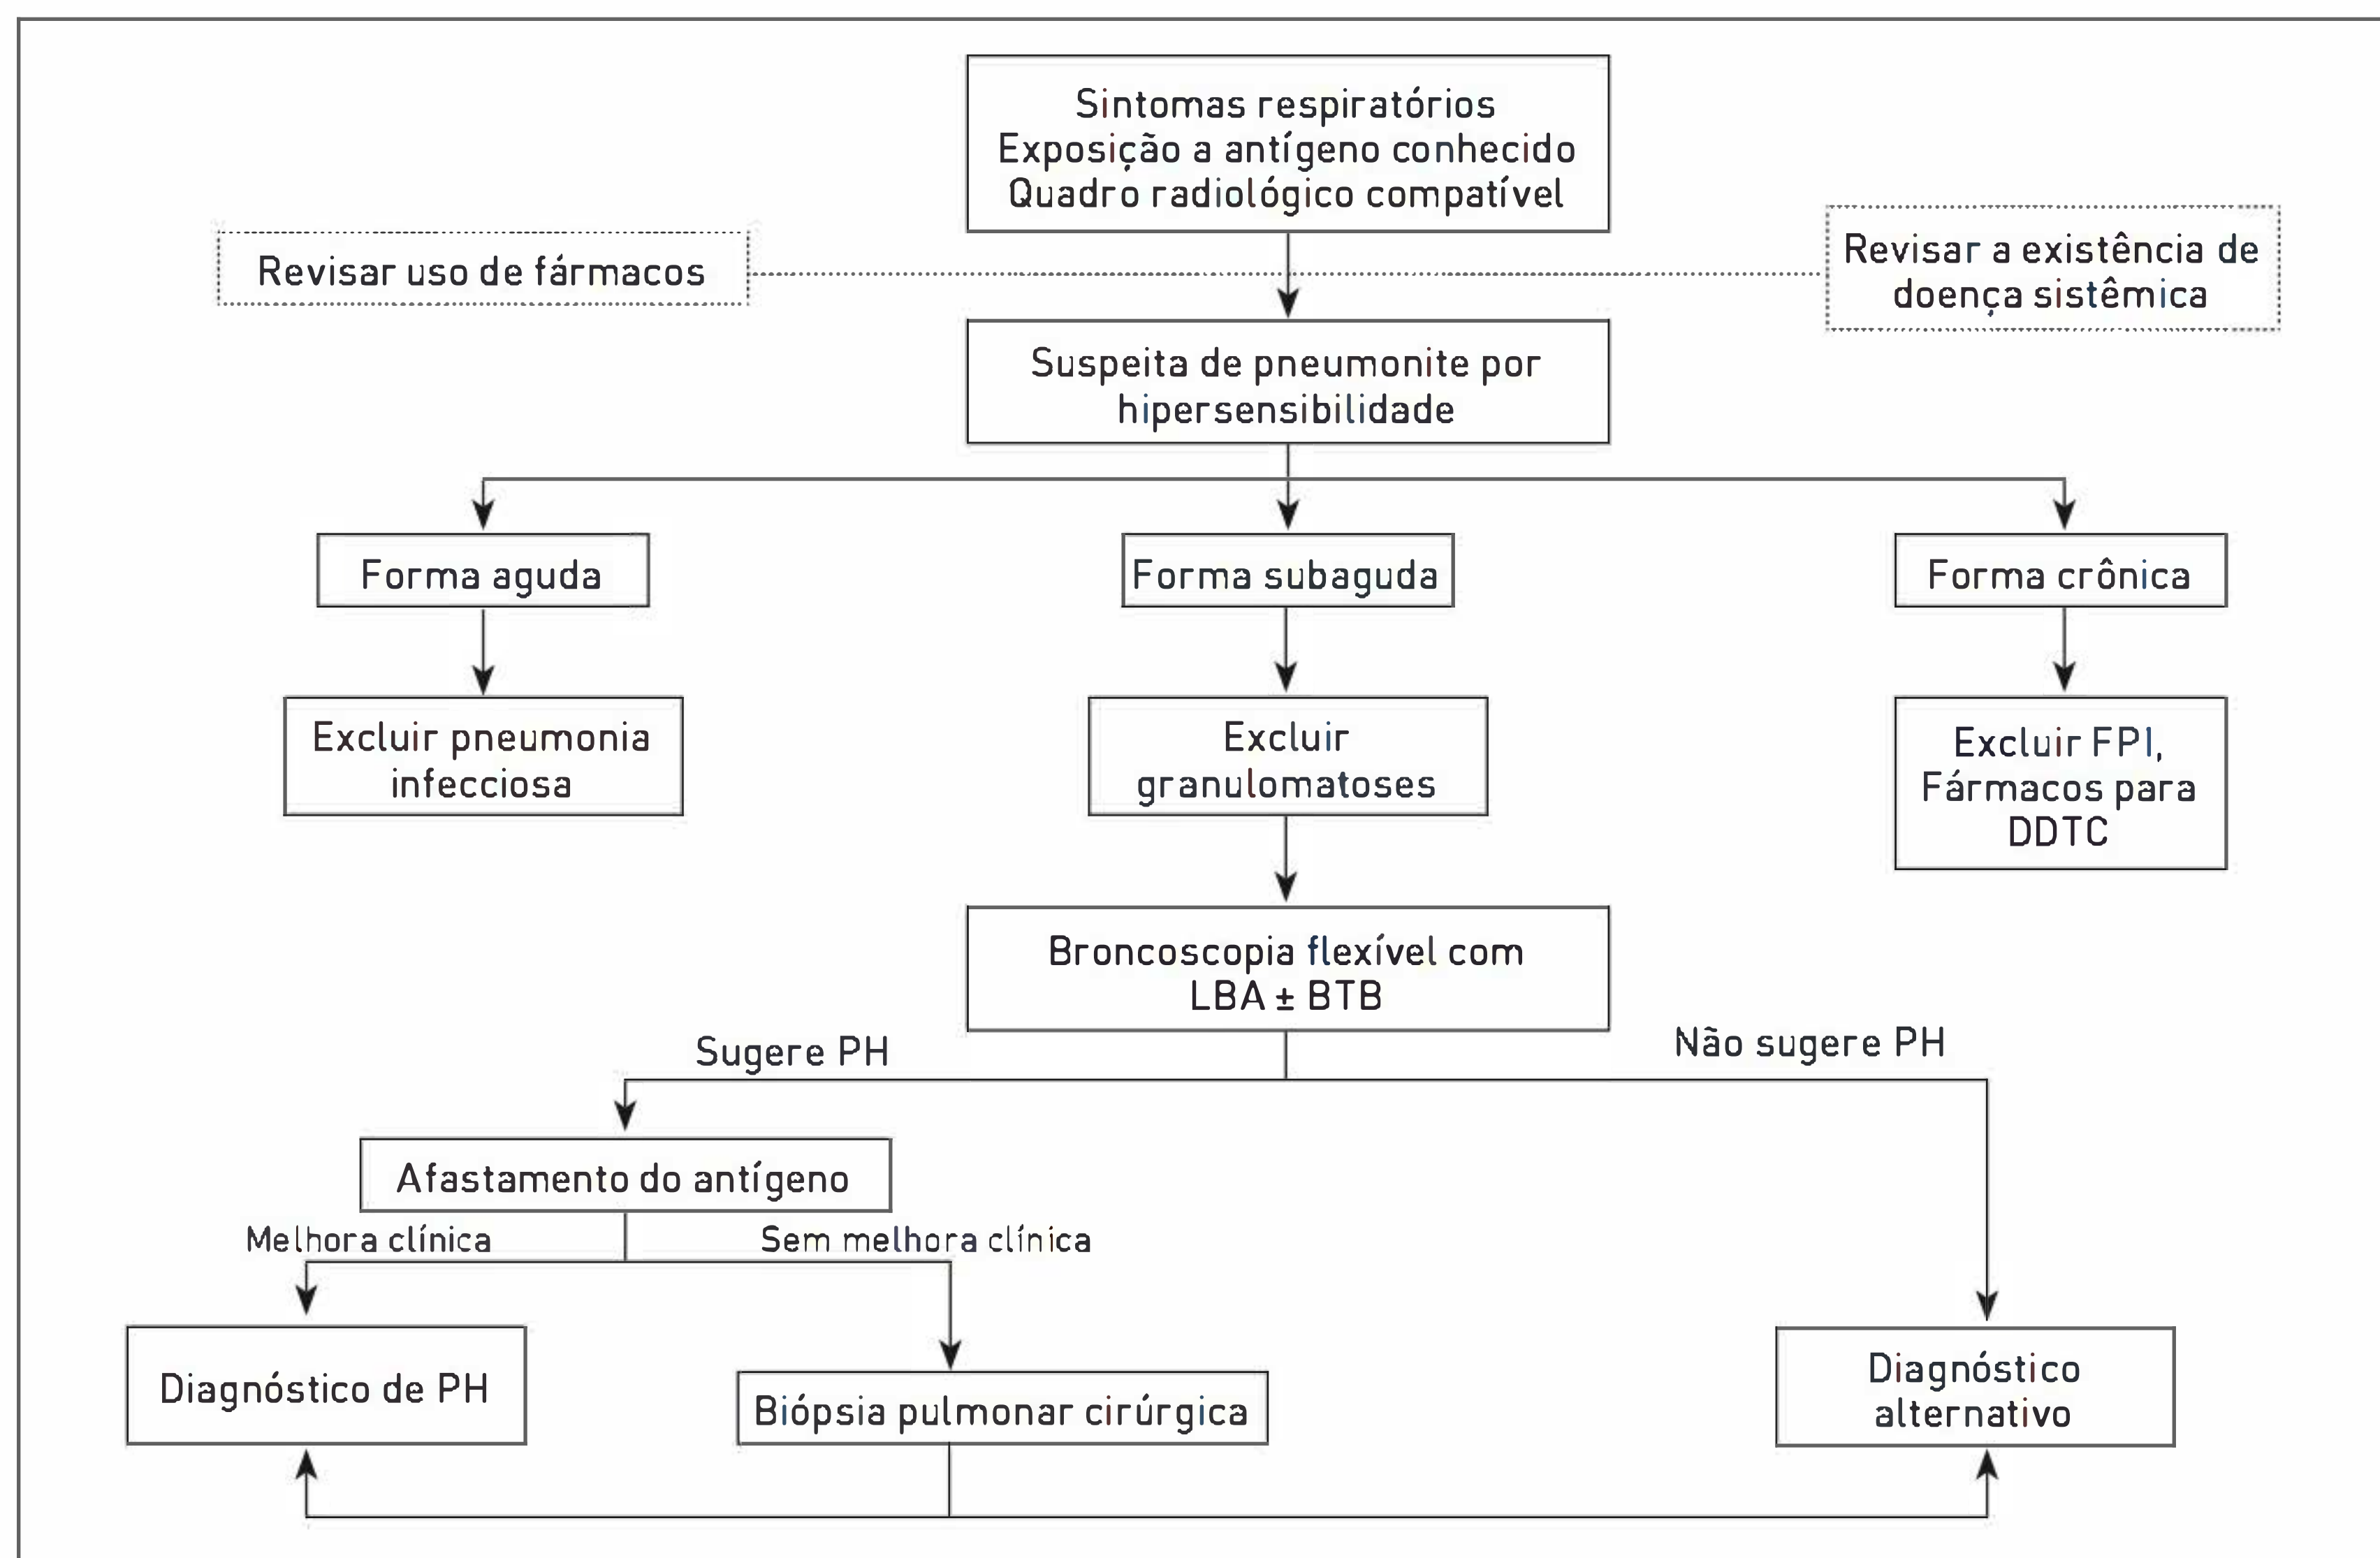 Sintomas respiratórios
Exposição a antígeno conhecido
Quadro radiológico compatível
Revisar uso de fármacos
Revisar a existência de
doença sistêmica
Suspeita de pneumonite por
hipersensibilidade
Forma aguda
Forma subaguda
Forma crônica
Excluir pneumonia
infecciosa
Excluir
granulomatoses
Excluir FPI,
Fármacos para
DDTC
Broncoscopia flexível com
LBA ± BTB
Sugere PH
Não sugere PH
Afastamento do antígeno
Melhora clínica
Sem melhora clínica
Diagnóstico de PH
Biópsia pulmonar cirúrgica
Diagnóstico
alternativo